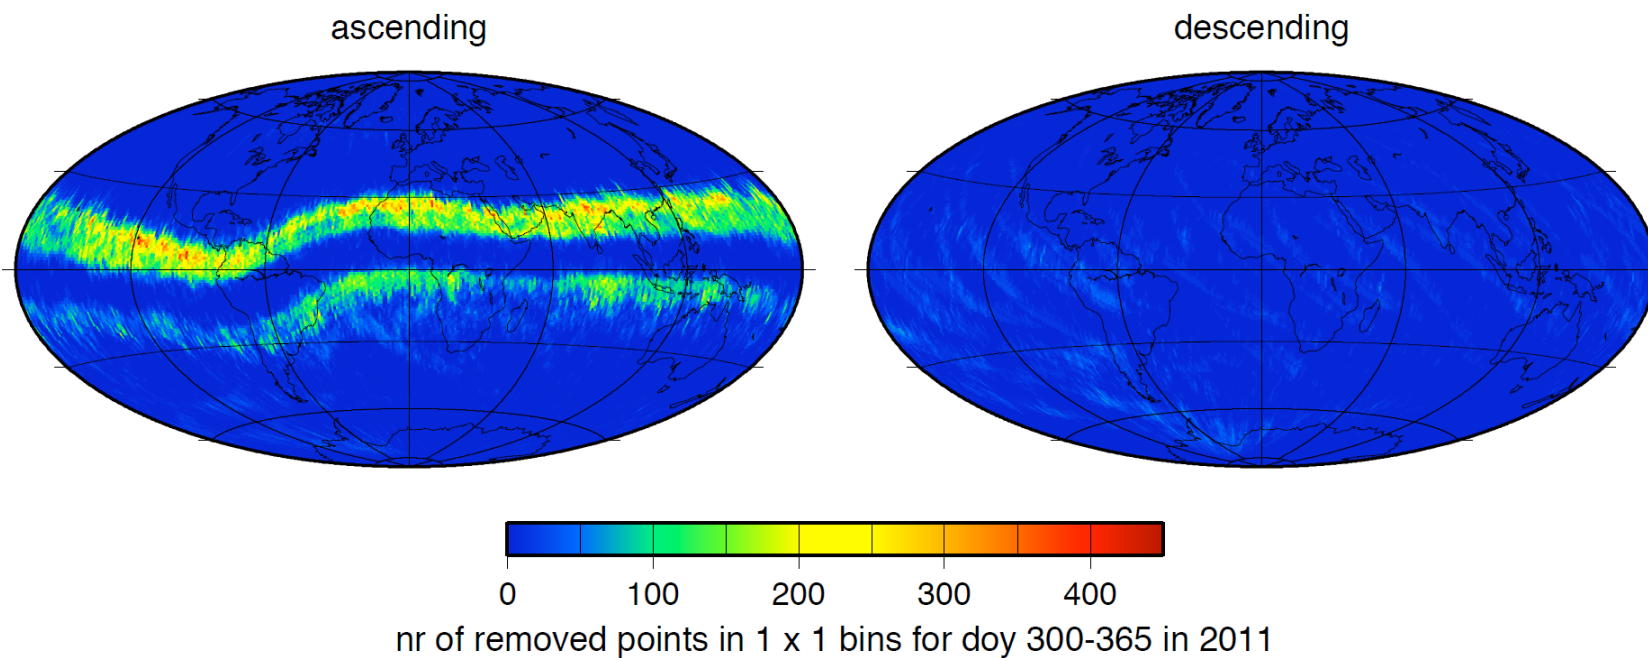 ascending
descending
0 100 200 300 400
nr of removed points in 1 x 1 bins for doy 300-365 in 2011